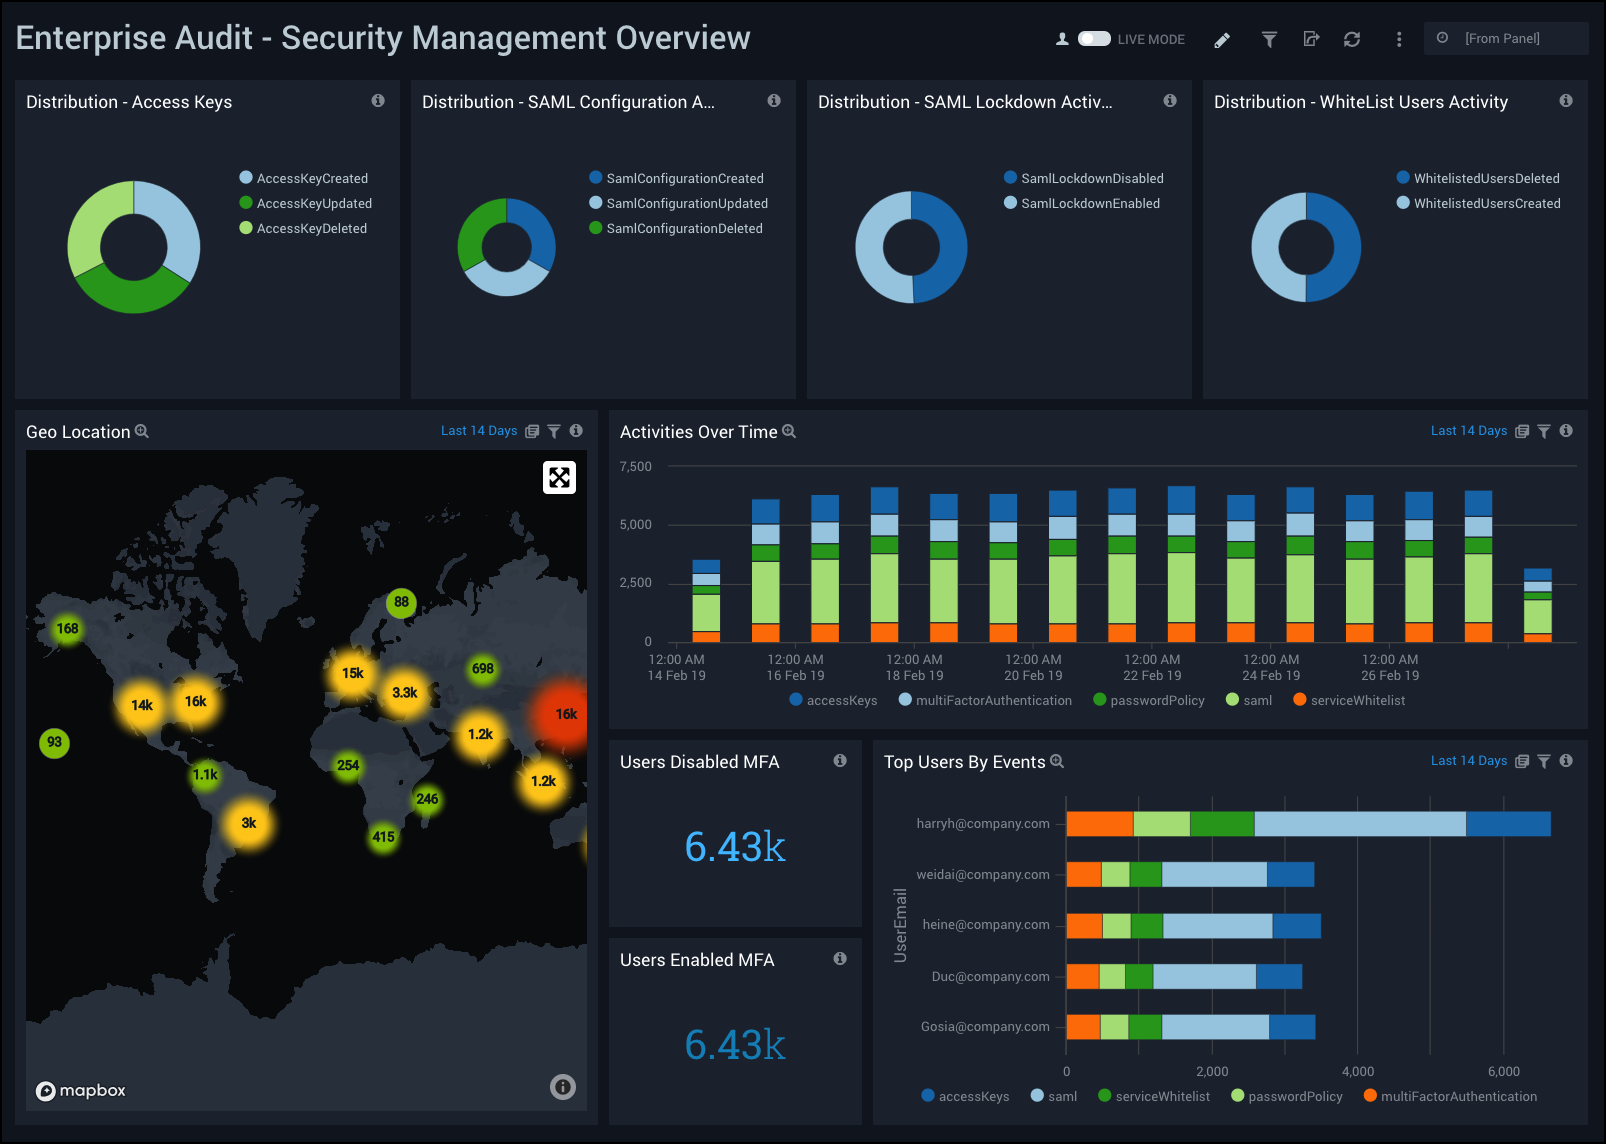 Enterprise Audit - Security Management Overview
LIVE MODE
[From Panel]
Distribution - Access Keys
AccessKeyCreated
AccessKeyUpdated
AccessKeyDeleted
Distribution - SAML Configuration A...
SamlConfigurationCreated
SamlConfigurationUpdated
SamlConfigurationDeleted
Distribution - SAML Lockdown Activ...
SamlLockdownDisabled
SamlLockdownEnabled
Distribution - WhiteList Users Activity
WhitelistedUsersDeleted
WhitelistedUsersCreated
Geo Location
Last 14 Days
88
168
15k
698
3.3k
14k
16k
16k
1.2k
93
254
1.1k
1.2k
246
3k
415
mapbox
Activities Over Time
Last 14 Days
7,500
5,000
2,500
0
12:00 AM 12:00 AM 12:00 AM 12:00 AM 12:00 AM 12:00 AM 12:00 AM
14 Feb 19 16 Feb 19 18 Feb 19 20 Feb 19 22 Feb 19 24 Feb 19 26 Feb 19
accessKeys multiFactorAuthentication passwordPolicy saml serviceWhitelist
Users Disabled MFA
6.43k
Users Enabled MFA
6.43k
Top Users By Events
Last 14 Days
UserEmail
harryh@company.com
weidai@company.com
heine@company.com
Duc@company.com
Gosia@company.com
0 2,000 4,000 6,000
accessKeys saml serviceWhitelist passwordPolicy multiFactorAuthentication